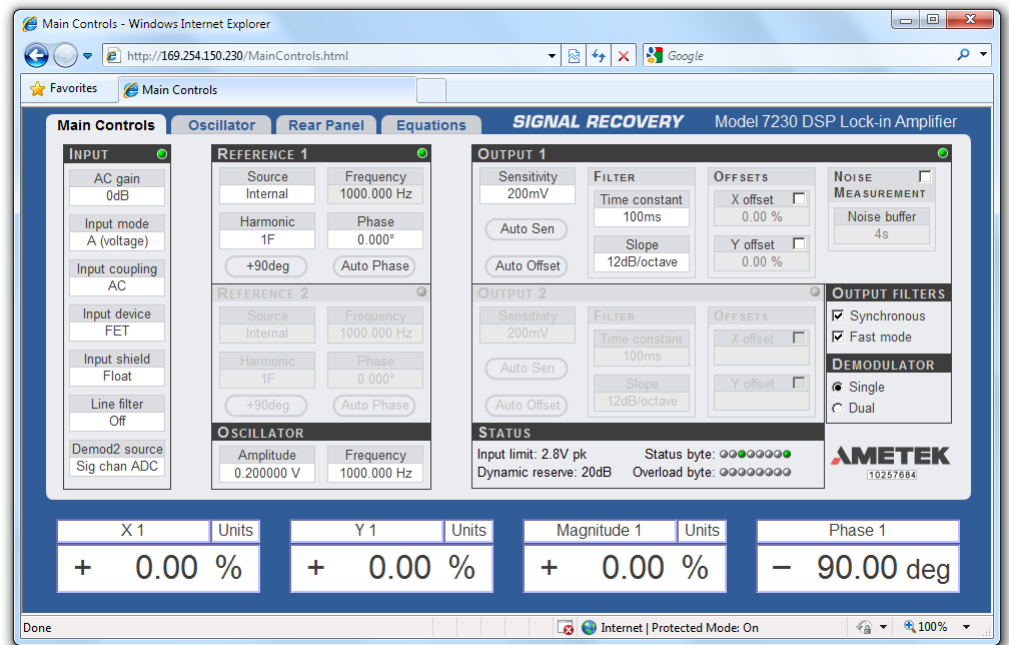 Main Controls - Windows Internet Explorer
http://169.254.150.230/MainControls.html
Google
Favorites
Main Controls
Main Controls
Oscillator
Rear Panel
Equations
SIGNAL RECOVERY
Model 7230 DSP Lock-in Amplifier
INPUT
AC gain
0dB
Input mode
A (voltage)
Input coupling
AC
Input device
FET
Input shield
Float
Line filter
Off
Demod2 source
Sig chan ADC
REFERENCE 1
Source
Internal
Frequency
1000.000 Hz
Harmonic
1F
Phase
0.000°
+90deg
Auto Phase
REFERENCE 2
Source
Internal
Frequency
1000.000 Hz
Harmonic
1F
Phase
0.000°
+90deg
Auto Phase
OSCILLATOR
Amplitude
0.200000 V
Frequency
1000.000 Hz
OUTPUT 1
Sensitivity
200mV
Auto Sen
Auto Offset
FILTER
Time constant
100ms
Slope
12dB/octave
OFFSETS
X offset
0.00 %
Y offset
0.00 %
NOISE
MEASUREMENT
Noise buffer
4s
OUTPUT 2
Sensitivity
200mV
Auto Sen
Auto Offset
FILTER
Time constant
100ms
Slope
12dB/octave
OFFSETS
X offset
Y offset
OUTPUT FILTERS
Synchronous
Fast mode
DEMODULATOR
Single
Dual
STATUS
Input limit: 2.8V pk
Status byte:
Dynamic reserve: 20dB
Overload byte:
AMETEK
10257684
X 1
Units
+ 0.00 %
Y 1
Units
+ 0.00 %
Magnitude 1
Units
+ 0.00 %
Phase 1
− 90.00 deg
Done
Internet | Protected Mode: On
100%